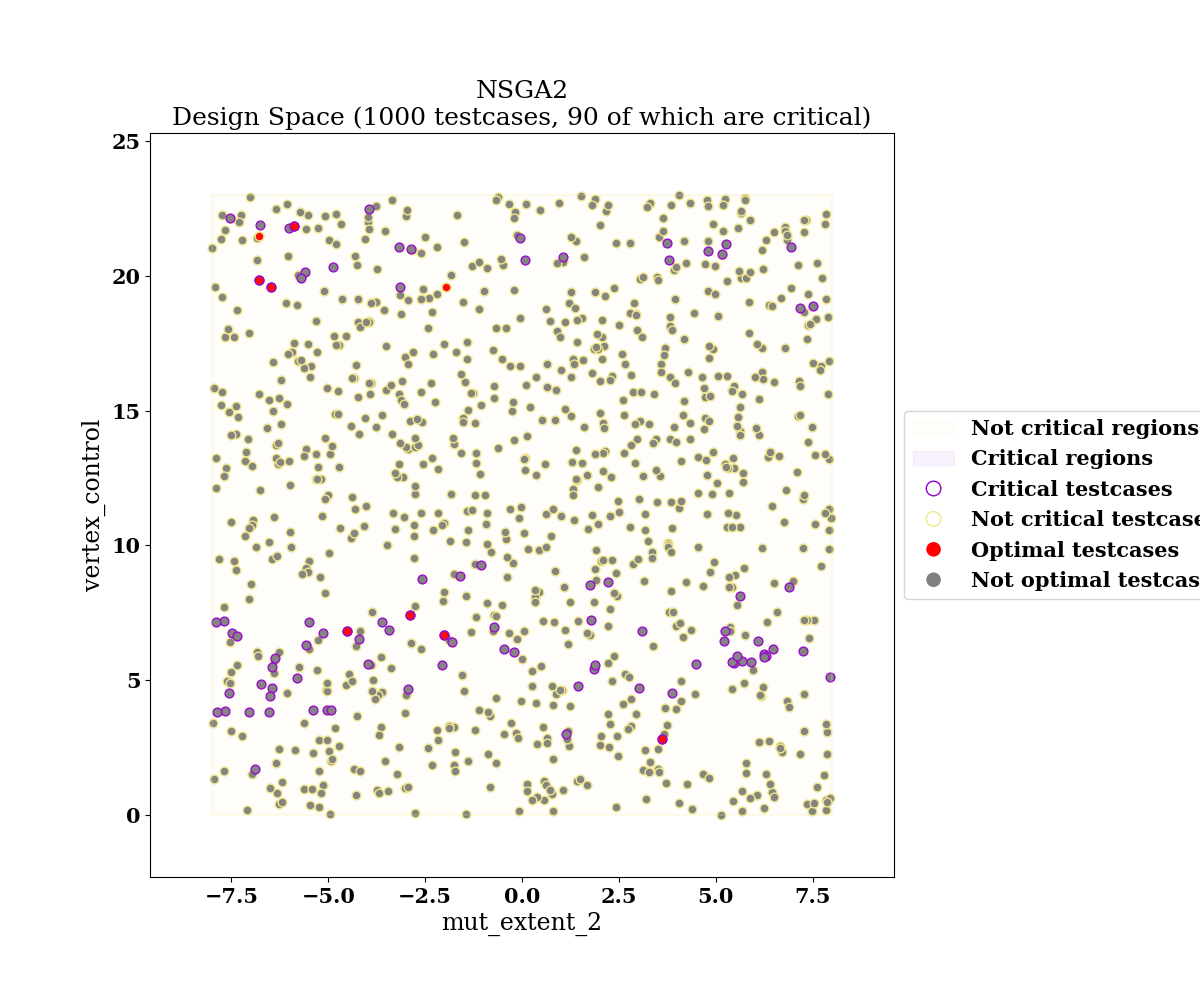 NSGA2
Design Space (1000 testcases, 90 of which are critical)
25
20
15
10
5
0
vertex_control
−7.5
−5.0
−2.5
0.0
2.5
5.0
7.5
mut_extent_2
Not critical regions
Critical regions
Critical testcases
Not critical testcase
Optimal testcases
Not optimal testcas